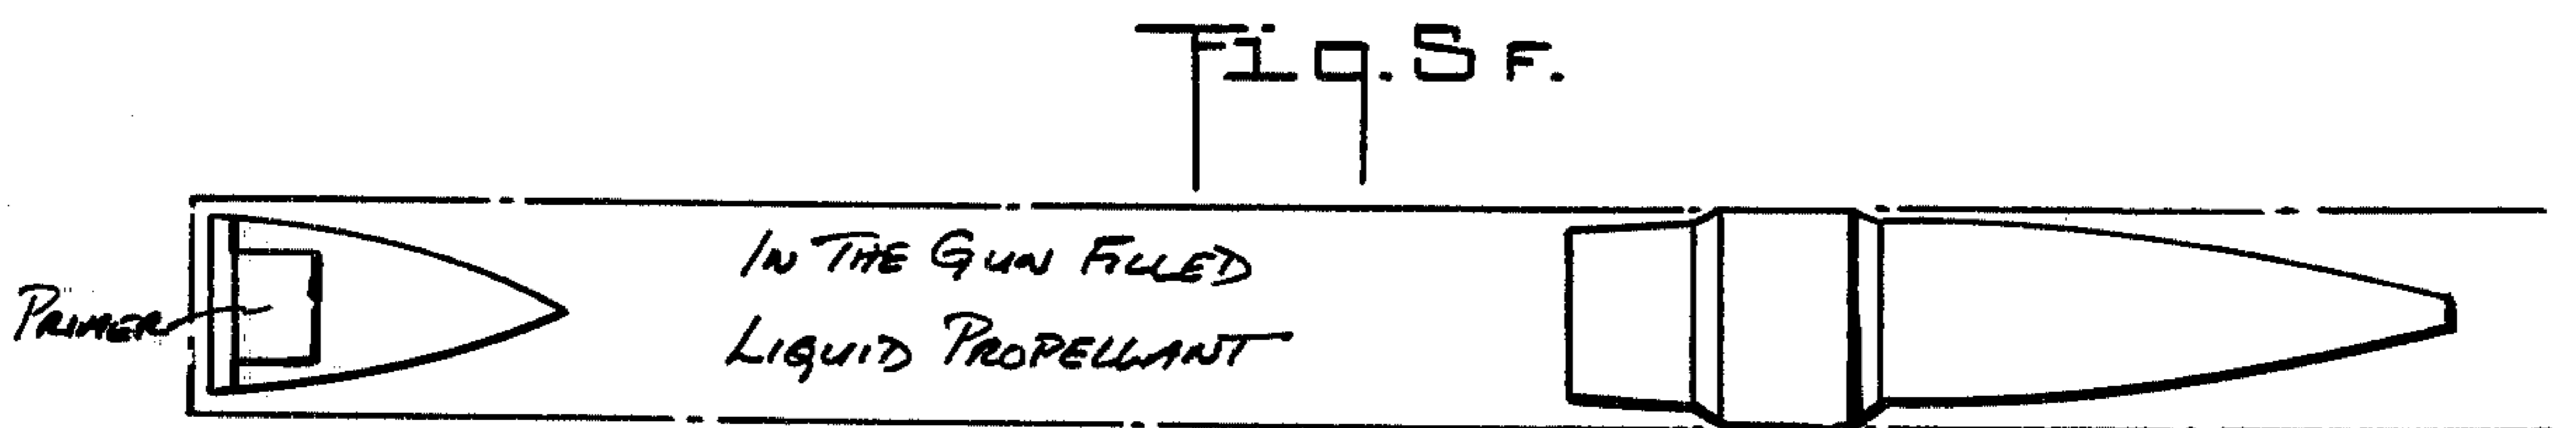 Fig. 5 F.
IN THE GUN FILLED
PRIMER
LIQUID PROPELLANT